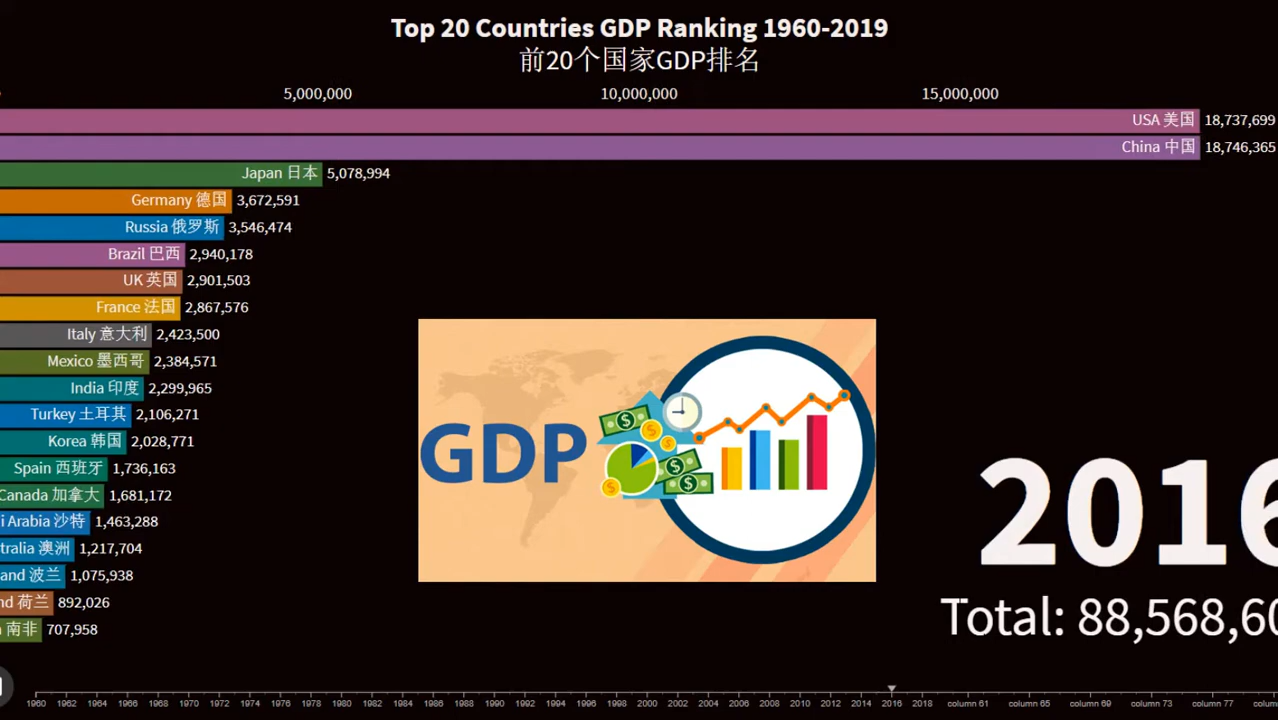 Top 20 Countries GDP Ranking 1960-2019
前20个国家GDP排名
5,000,000 10,000,000 15,000,000
USA 美国 18,737,699
China 中国 18,746,365
Japan 日本 5,078,994
Germany 德国 3,672,591
Russia 俄罗斯 3,546,474
Brazil 巴西 2,940,178
UK 英国 2,901,503
France 法国 2,867,576
Italy 意大利 2,423,500
Mexico 墨西哥 2,384,571
India 印度 2,299,965
Turkey 土耳其 2,106,271
Korea 韩国 2,028,771
Spain 西班牙 1,736,163
Canada 加拿大 1,681,172
i Arabia 沙特 1,463,288
tralia 澳洲 1,217,704
and 波兰 1,075,938
nd 荷兰 892,026
南非 707,958
GDP
2016
Total: 88,568,60
1960 1962 1964 1966 1968 1970 1972 1974 1976 1978 1980 1982 1984 1986 1988 1990 1992 1994 1996 1998 2000 2002 2004 2006 2008 2010 2012 2014 2016 2018 column 61 column 65 column 69 column 73 column 77 colum